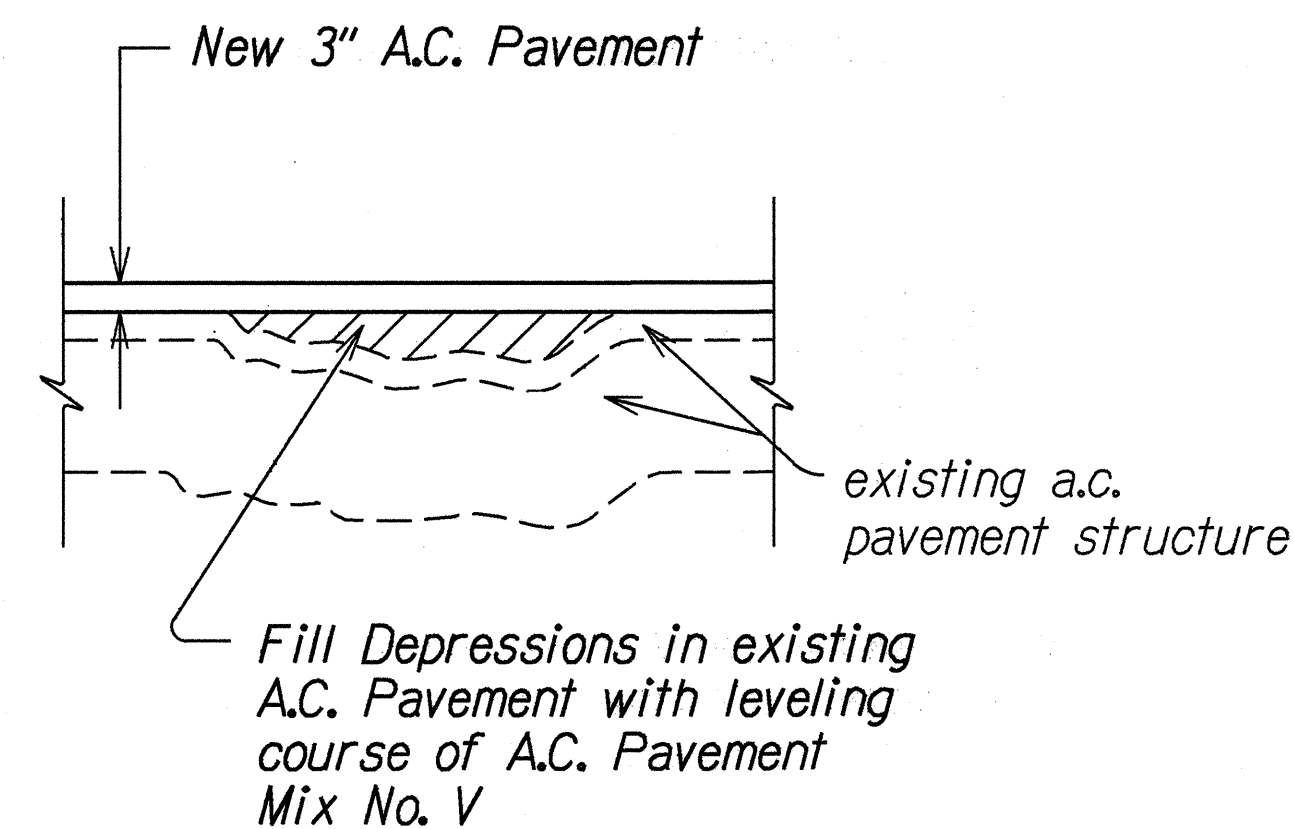 New 3" A.C. Pavement
existing a.c.
pavement structure
Fill Depressions in existing
A.C. Pavement with leveling
course of A.C. Pavement
Mix No. V